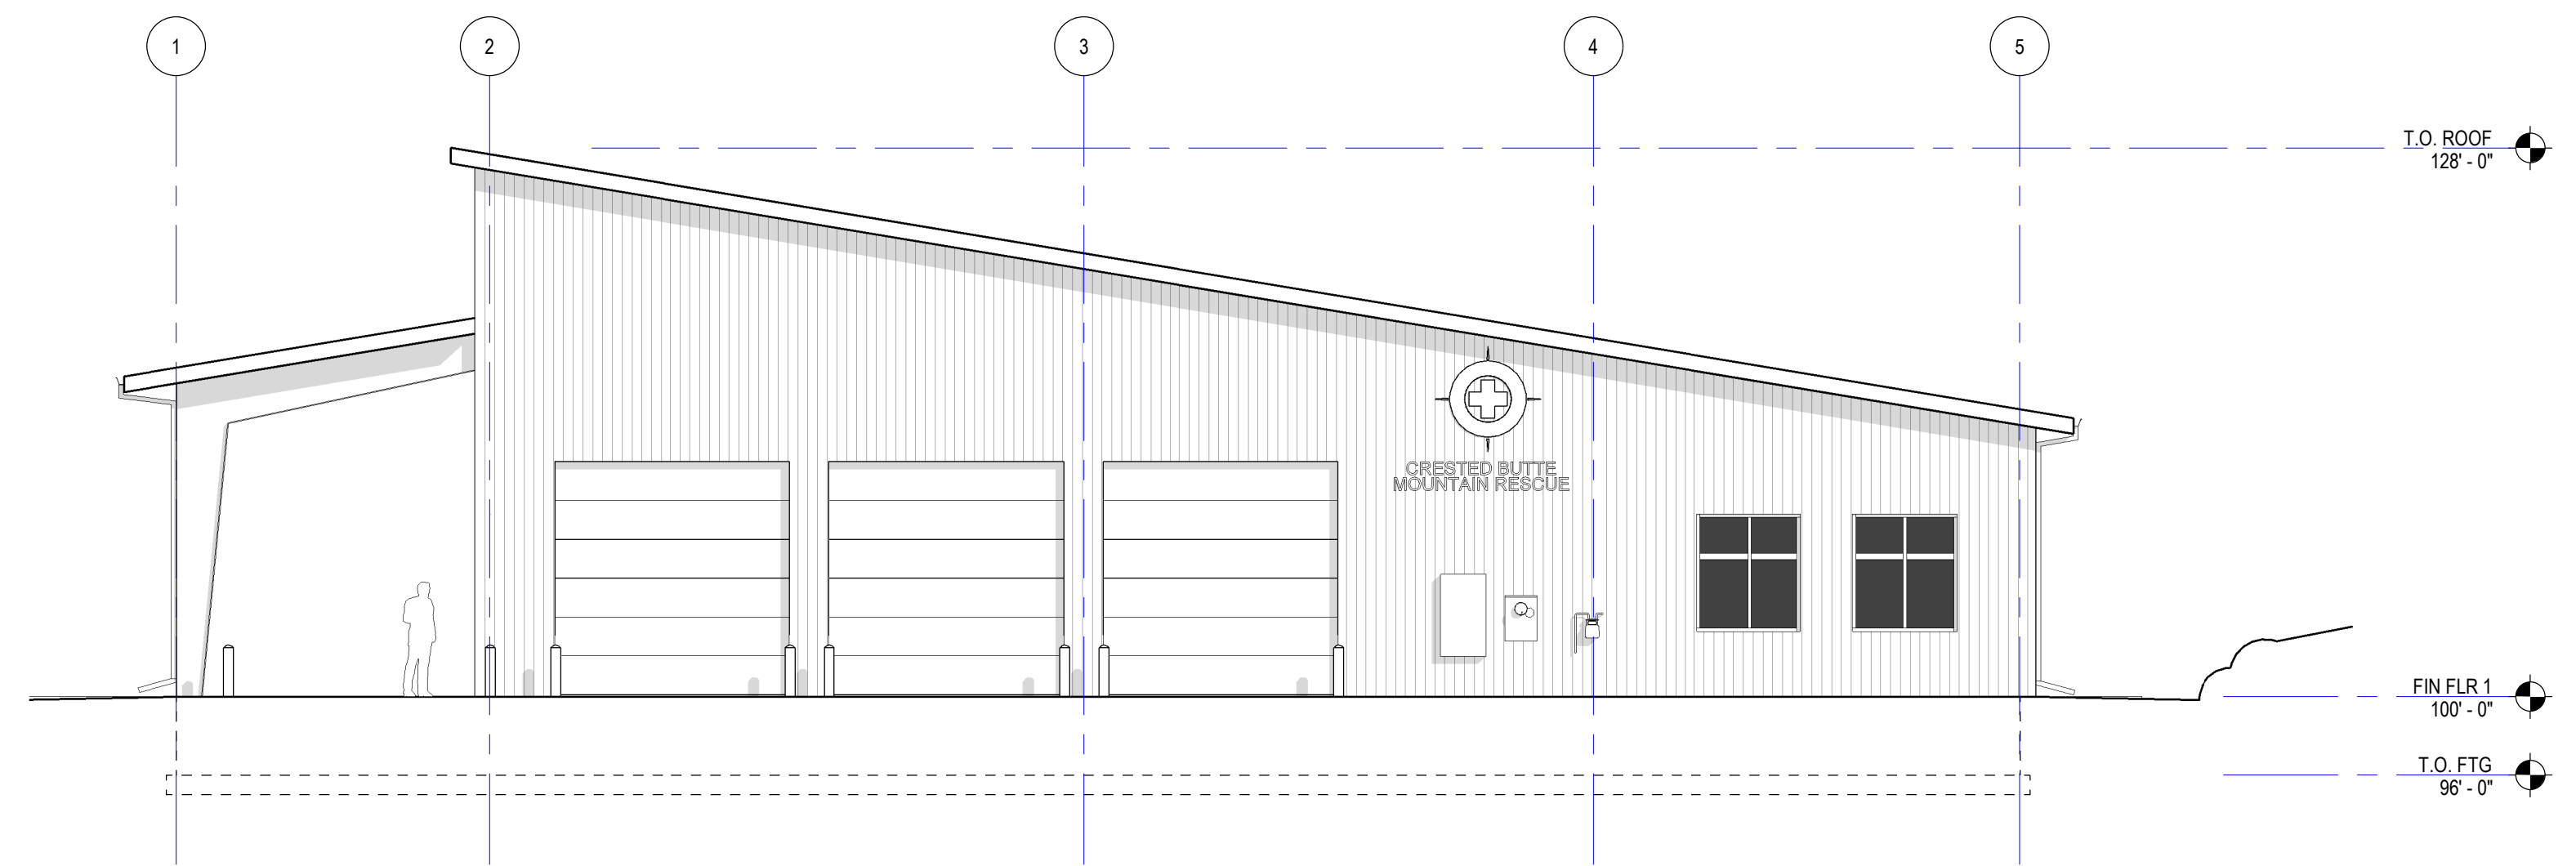 1
2
3
4
5
T.O. ROOF
128' - 0"
CRESTED BUTTE
MOUNTAIN RESCUE
FIN FLR 1
100' - 0"
T.O. FTG
96' - 0"